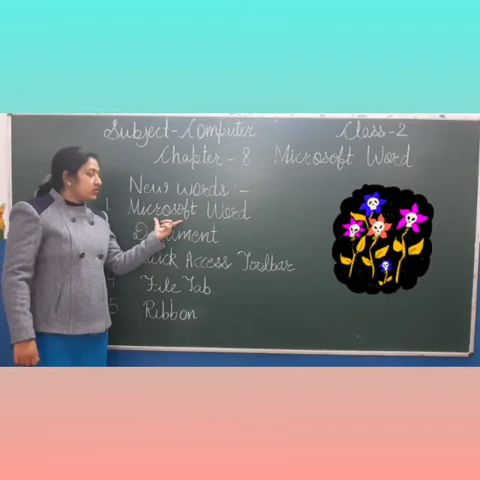 Subject-Computer Class-2
Chapter - 8 Microsoft Word
New words:-
1 Microsoft Word
Quick Access Toolbar
File Tab
5 Ribbon